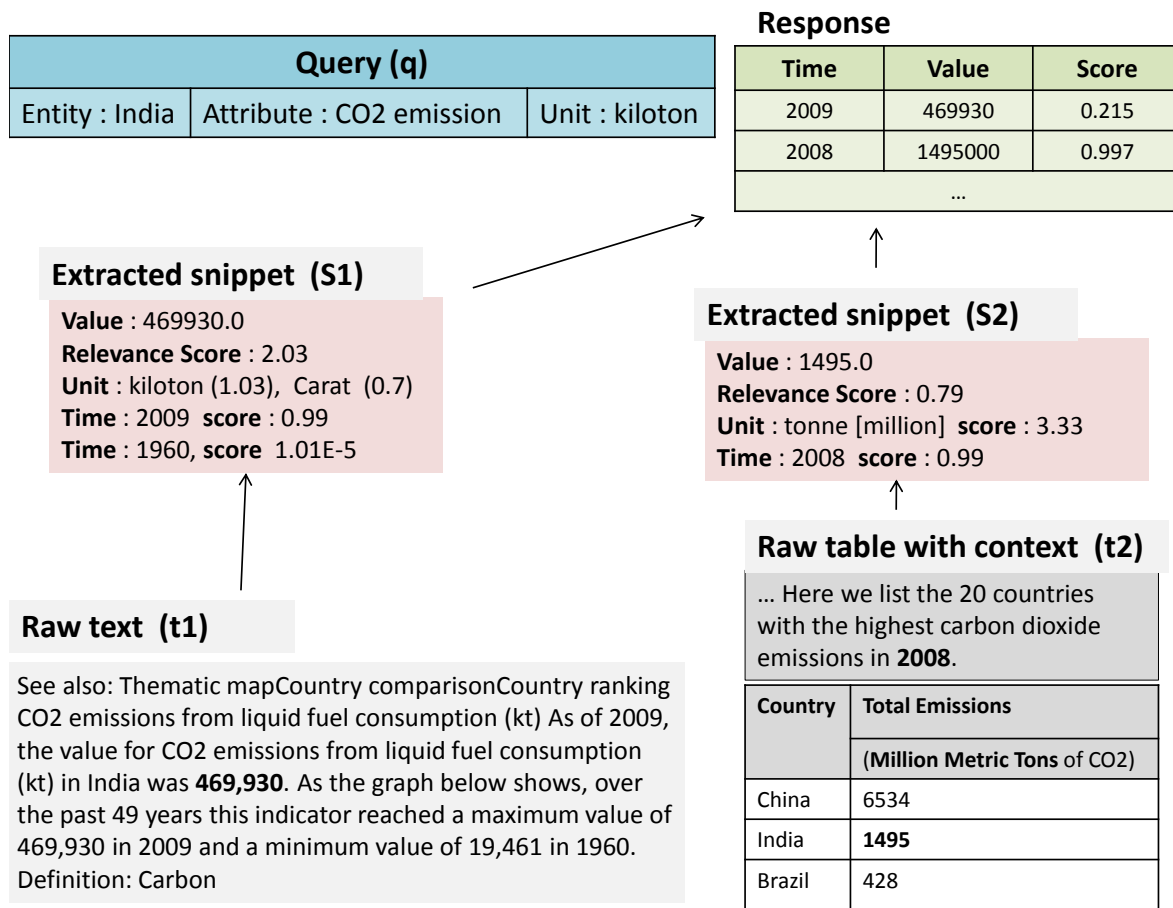 Query (q)
Entity : India Attribute : CO2 emission Unit : kiloton
Response
Time Value Score
2009 469930 0.215
2008 1495000 0.997
...
Extracted snippet (S1)
Value : 469930.0
Relevance Score : 2.03
Unit : kiloton (1.03), Carat (0.7)
Time : 2009 score : 0.99
Time : 1960, score 1.01E-5
Extracted snippet (S2)
Value : 1495.0
Relevance Score : 0.79
Unit : tonne [million] score : 3.33
Time : 2008 score : 0.99
Raw text (t1)
See also: Thematic mapCountry comparisonCountry ranking
CO2 emissions from liquid fuel consumption (kt) As of 2009,
the value for CO2 emissions from liquid fuel consumption
(kt) in India was 469,930. As the graph below shows, over
the past 49 years this indicator reached a maximum value of
469,930 in 2009 and a minimum value of 19,461 in 1960.
Definition: Carbon
Raw table with context (t2)
... Here we list the 20 countries
with the highest carbon dioxide
emissions in 2008.
Country Total Emissions
(Million Metric Tons of CO2)
China 6534
India 1495
Brazil 428